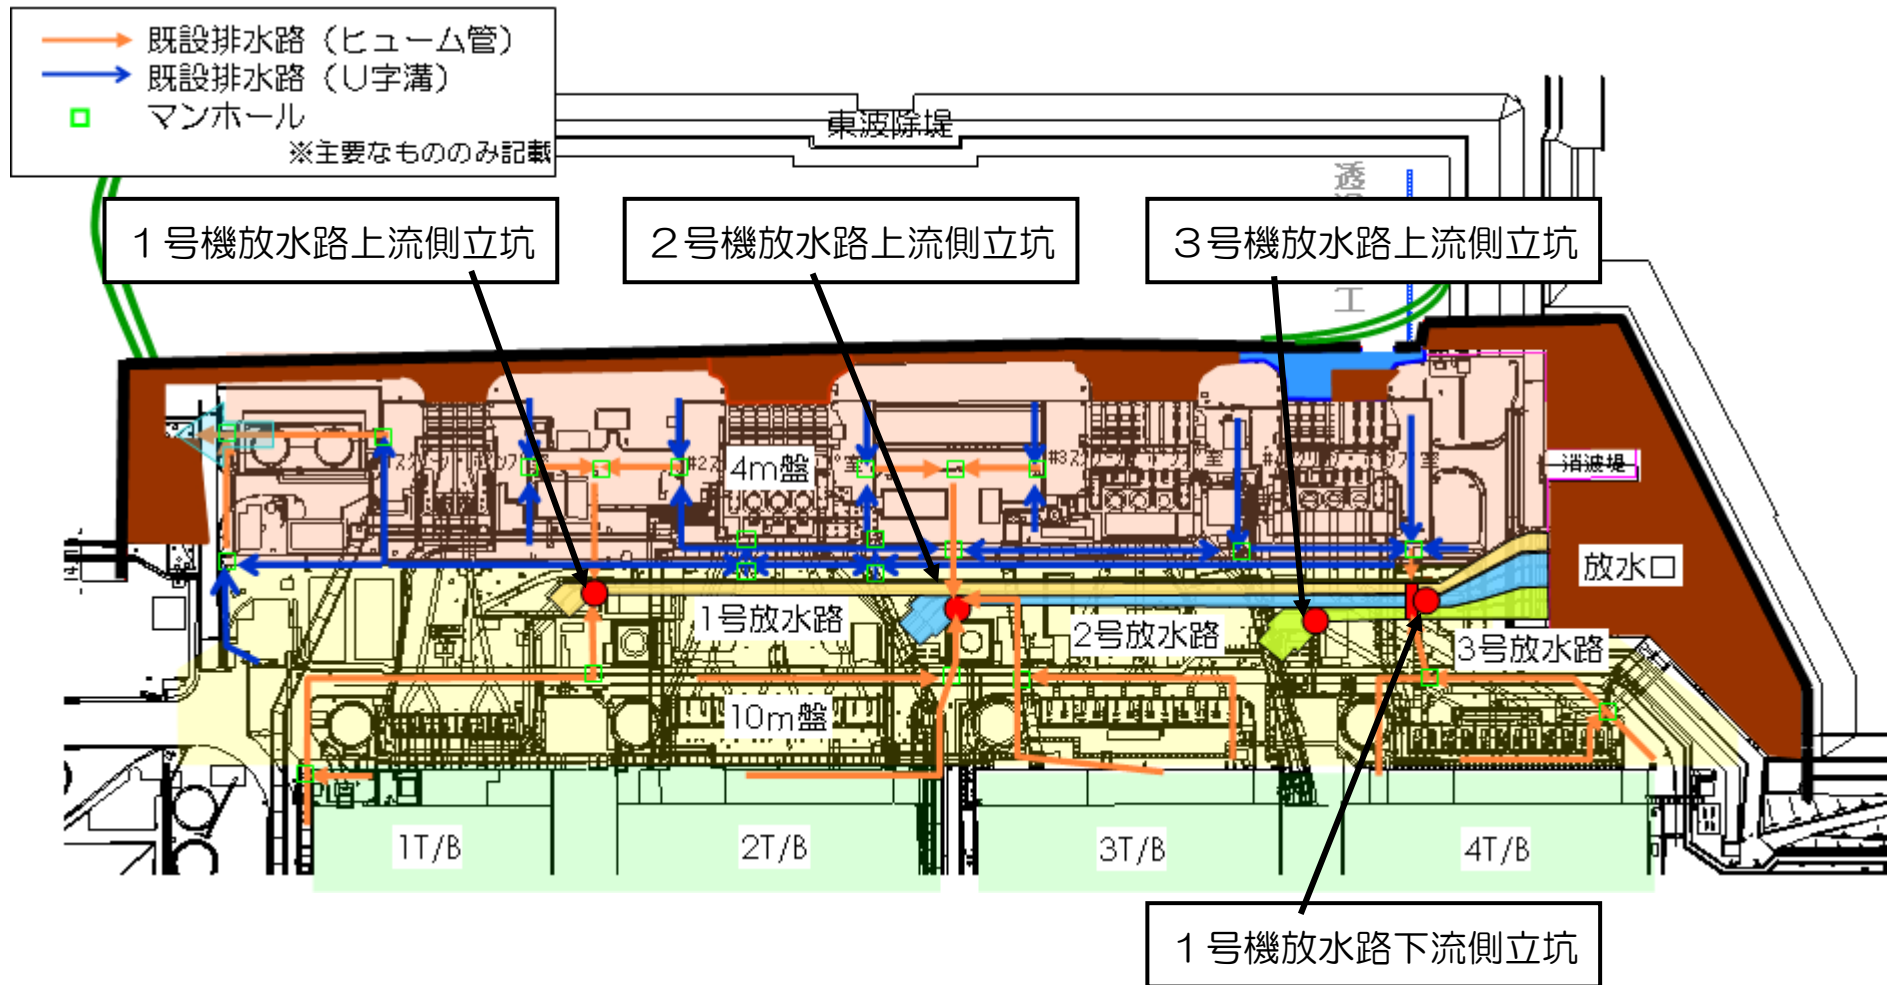 既設排水路（ヒューム管）
既設排水路（U字溝）
マンホール
※主要なもののみ記載
東波除堤
透
工
１号機放水路上流側立坑
２号機放水路上流側立坑
３号機放水路上流側立坑
4m盤
消波堤
放水口
1号放水路
2号放水路
3号放水路
10m盤
1T/B
2T/B
3T/B
4T/B
１号機放水路下流側立坑